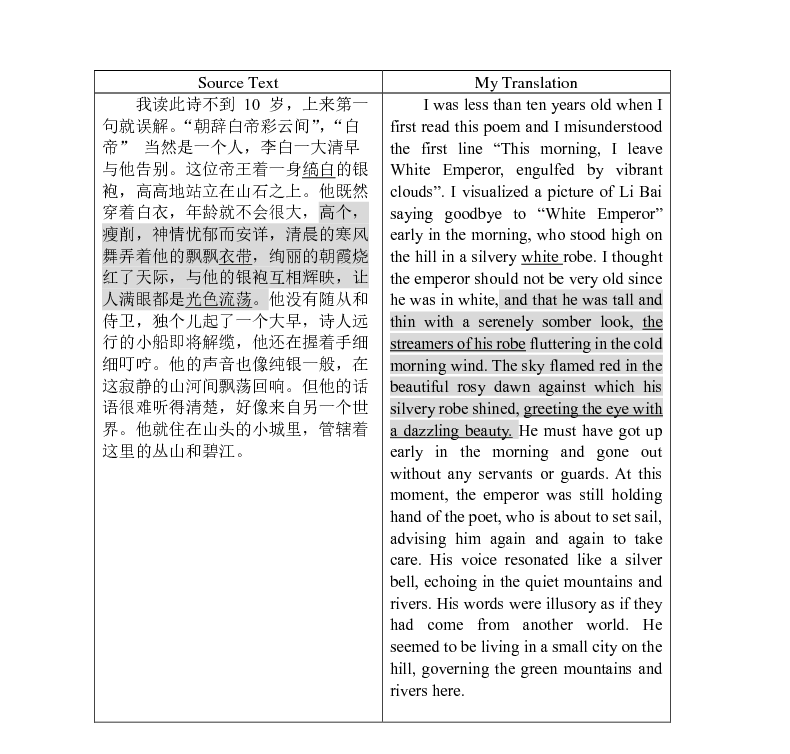 Source Text
我读此诗不到 10 岁，上来第一
句就误解。“朝辞白帝彩云间”，“白
帝” 当然是一个人，李白一大清早
与他告别。这位帝王着一身缟白的银
袍，高高地站立在山石之上。他既然
穿着白衣，年龄就不会很大，高个，
瘦削，神情忧郁而安详，清晨的寒风
舞弄着他的飘飘衣带，绚丽的朝霞烧
红了天际，与他的银袍互相辉映，让
人满眼都是光色流荡。他没有随从和
侍卫，独个儿起了一个大早，诗人远
行的小船即将解缆，他还在握着手细
细叮咛。他的声音也像纯银一般，在
这寂静的山河间飘荡回响。但他的话
语很难听得清楚，好像来自另一个世
界。他就住在山头的小城里，管辖着
这里的丛山和碧江。
My Translation
I was less than ten years old when I
first read this poem and I misunderstood
the first line “This morning, I leave
White Emperor, engulfed by vibrant
clouds”. I visualized a picture of Li Bai
saying goodbye to “White Emperor”
early in the morning, who stood high on
the hill in a silvery white robe. I thought
the emperor should not be very old since
he was in white, and that he was tall and
thin with a serenely somber look, the
streamers of his robe fluttering in the cold
morning wind. The sky flamed red in the
beautiful rosy dawn against which his
silvery robe shined, greeting the eye with
a dazzling beauty. He must have got up
early in the morning and gone out
without any servants or guards. At this
moment, the emperor was still holding
hand of the poet, who is about to set sail,
advising him again and again to take
care. His voice resonated like a silver
bell, echoing in the quiet mountains and
rivers. His words were illusory as if they
had come from another world. He
seemed to be living in a small city on the
hill, governing the green mountains and
rivers here.